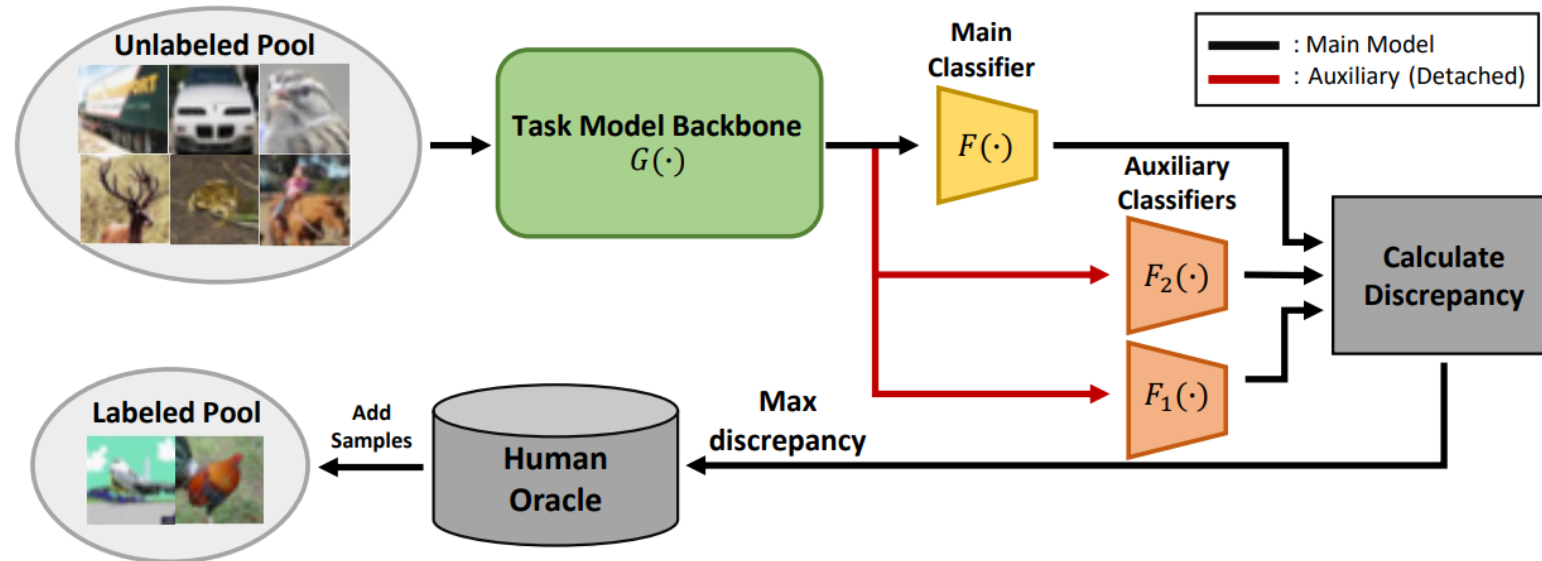 Unlabeled Pool
Task Model Backbone
G(·)
Main
Classifier
F(·)
: Main Model
: Auxiliary (Detached)
Auxiliary
Classifiers
F₂(·)
F₁(·)
Calculate
Discrepancy
Max
discrepancy
Human
Oracle
Add
Samples
Labeled Pool